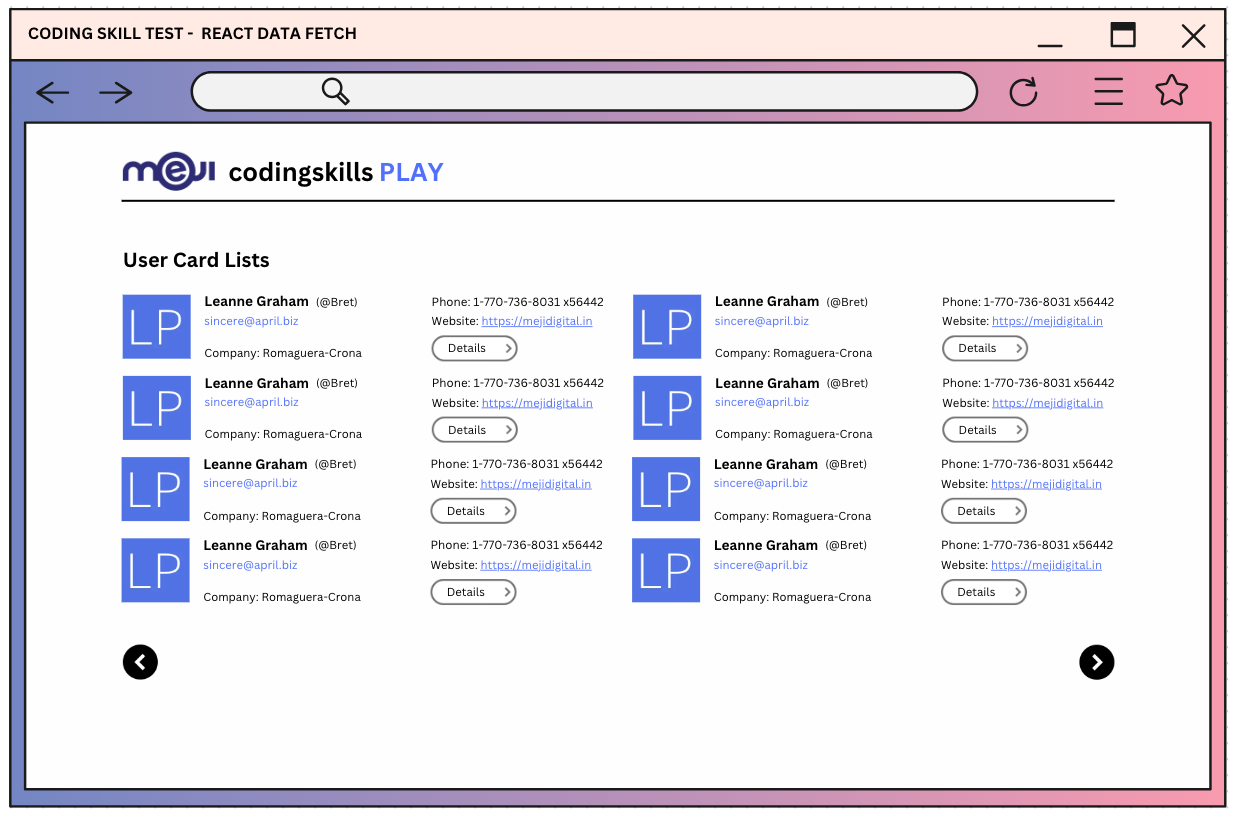 CODING SKILL TEST - REACT DATA FETCH
meji codingskills PLAY
User Card Lists
LP
Leanne Graham (@Bret)
sincere@april.biz
Company: Romaguera-Crona
Phone: 1-770-736-8031 x56442
Website: https://mejidigital.in
Details
LP
Leanne Graham (@Bret)
sincere@april.biz
Company: Romaguera-Crona
Phone: 1-770-736-8031 x56442
Website: https://mejidigital.in
Details
LP
Leanne Graham (@Bret)
sincere@april.biz
Company: Romaguera-Crona
Phone: 1-770-736-8031 x56442
Website: https://mejidigital.in
Details
LP
Leanne Graham (@Bret)
sincere@april.biz
Company: Romaguera-Crona
Phone: 1-770-736-8031 x56442
Website: https://mejidigital.in
Details
LP
Leanne Graham (@Bret)
sincere@april.biz
Company: Romaguera-Crona
Phone: 1-770-736-8031 x56442
Website: https://mejidigital.in
Details
LP
Leanne Graham (@Bret)
sincere@april.biz
Company: Romaguera-Crona
Phone: 1-770-736-8031 x56442
Website: https://mejidigital.in
Details
LP
Leanne Graham (@Bret)
sincere@april.biz
Company: Romaguera-Crona
Phone: 1-770-736-8031 x56442
Website: https://mejidigital.in
Details
LP
Leanne Graham (@Bret)
sincere@april.biz
Company: Romaguera-Crona
Phone: 1-770-736-8031 x56442
Website: https://mejidigital.in
Details